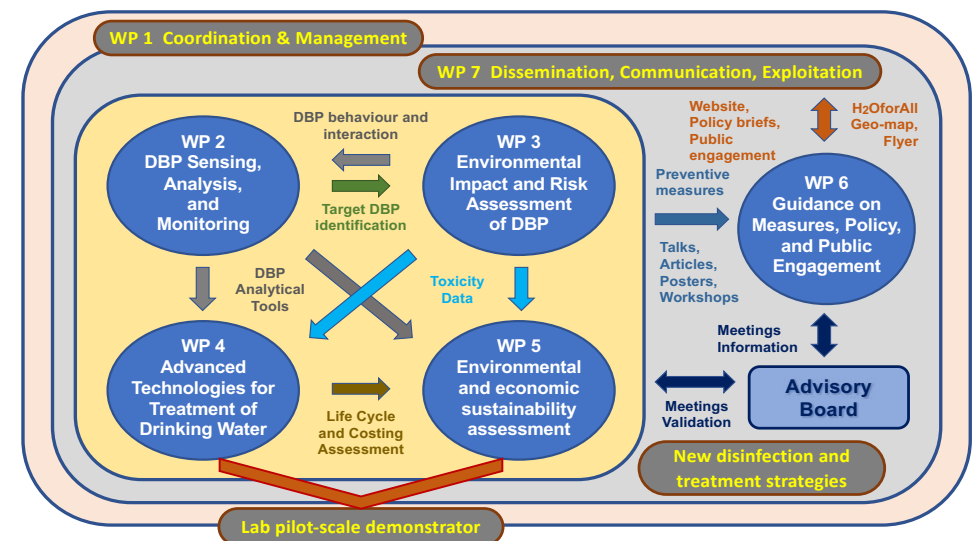 WP 1 Coordination & Management
WP 7 Dissemination, Communication, Exploitation
WP 2
DBP Sensing,
Analysis,
and
Monitoring
DBP behaviour and
interaction
Target DBP
identification
WP 3
Environmental
Impact and Risk
Assessment
of DBP
Website,
Policy briefs,
Public
engagement
H2OforAll
Geo-map,
Flyer
Preventive
measures
Talks,
Articles,
Posters,
Workshops
WP 6
Guidance on
Measures, Policy,
and Public
Engagement
DBP
Analytical
Tools
Toxicity
Data
WP 4
Advanced
Technologies for
Treatment of
Drinking Water
Life Cycle
and Costing
Assessment
WP 5
Environmental
and economic
sustainability
assessment
Meetings
Information
Meetings
Validation
Advisory
Board
New disinfection and
treatment strategies
Lab pilot-scale demonstrator